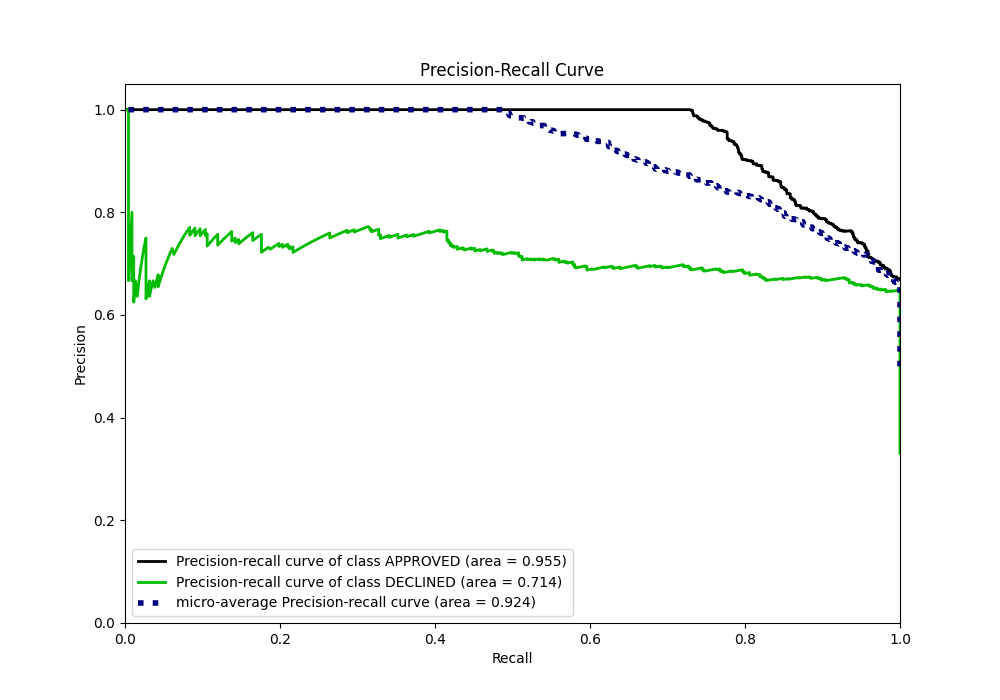 Precision-Recall Curve
1.0
0.8
0.6
0.4
0.2
0.0
Precision
0.0 0.2 0.4 0.6 0.8 1.0
Recall
Precision-recall curve of class APPROVED (area = 0.955)
Precision-recall curve of class DECLINED (area = 0.714)
micro-average Precision-recall curve (area = 0.924)